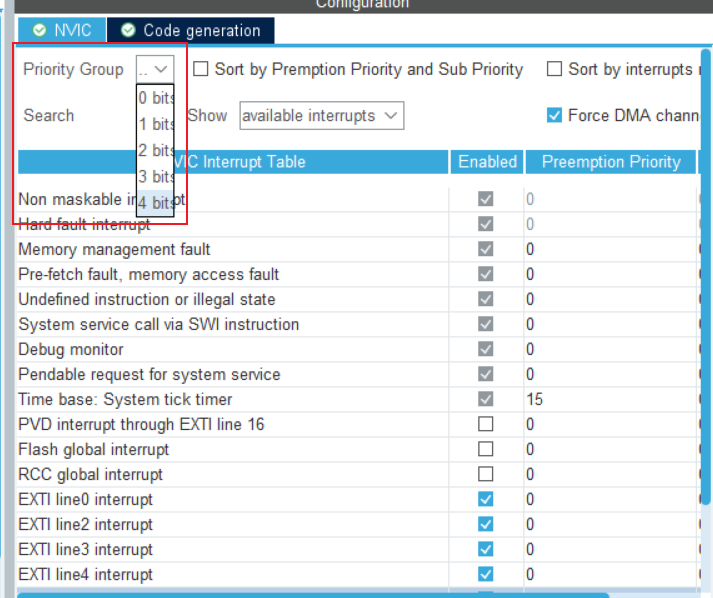 Configuration
NVIC Code generation
Priority Group .. Sort by Premption Priority and Sub Priority Sort by interrupts
0 bits
1 bits
2 bits
3 bits
4 bits
Search Show available interrupts Force DMA chann
VIC Interrupt Table Enabled Preemption Priority
Non maskable in pt 0
Hard fault interrupt 0
Memory management fault 0
Pre-fetch fault, memory access fault 0
Undefined instruction or illegal state 0
System service call via SWI instruction 0
Debug monitor 0
Pendable request for system service 0
Time base: System tick timer 15
PVD interrupt through EXTI line 16 0
Flash global interrupt 0
RCC global interrupt 0
EXTI line0 interrupt 0
EXTI line2 interrupt 0
EXTI line3 interrupt 0
EXTI line4 interrupt 0